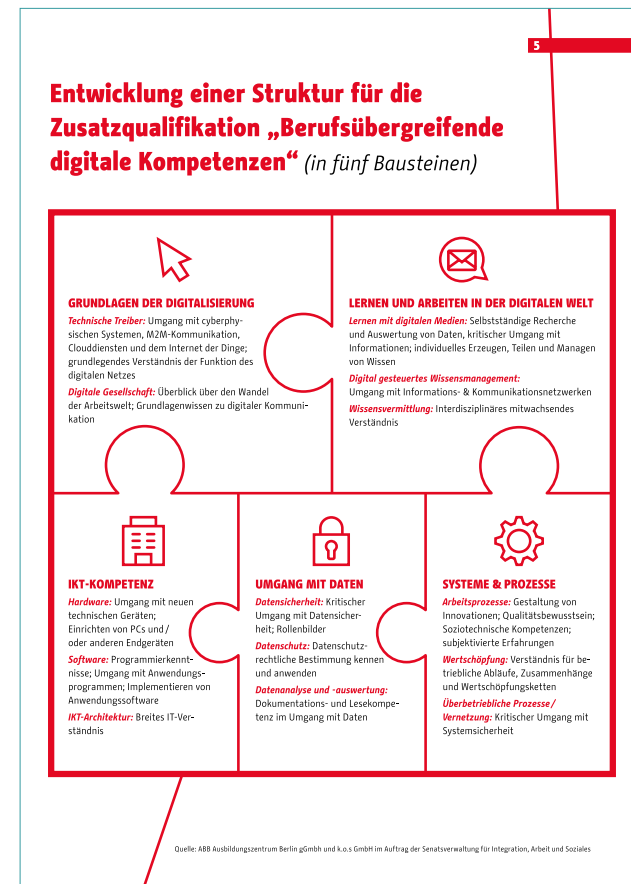 5
Entwicklung einer Struktur für die
Zusatzqualifikation „Berufsübergreifende
digitale Kompetenzen“ (in fünf Bausteinen)
GRUNDLAGEN DER DIGITALISIERUNG
Technische Treiber: Umgang mit cyberphy-
sischen Systemen, M2M-Kommunikation,
Clouddiensten und dem Internet der Dinge;
grundlegendes Verständnis der Funktion des
digitalen Netzes
Digitale Gesellschaft: Überblick über den Wandel
der Arbeitswelt; Grundlagenwissen zu digitaler Kommuni-
kation
LERNEN UND ARBEITEN IN DER DIGITALEN WELT
Lernen mit digitalen Medien: Selbstständige Recherche
und Auswertung von Daten, kritischer Umgang mit
Informationen; individuelles Erzeugen, Teilen und Managen
von Wissen
Digital gesteuertes Wissensmanagement:
Umgang mit Informations- & Kommunikationsnetzwerken
Wissensvermittlung: Interdisziplinäres mitwachsendes
Verständnis
IKT-KOMPETENZ
Hardware: Umgang mit neuen
technischen Geräten;
Einrichten von PCs und/
oder anderen Endgeräten
Software: Programmierkennt-
nisse; Umgang mit Anwendungs-
programmen; Implementieren von
Anwendungssoftware
IKT-Architektur: Breites IT-Ver-
ständnis
UMGANG MIT DATEN
Datensicherheit: Kritischer
Umgang mit Datensicher-
heit; Rollenbilder
Datenschutz: Datenschutz-
rechtliche Bestimmung kennen
und anwenden
Datenanalyse und -auswertung:
Dokumentations- und Lesekompe-
tenz im Umgang mit Daten
SYSTEME & PROZESSE
Arbeitsprozesse: Gestaltung von
Innovationen; Qualitätsbewusstsein;
Soziotechnische Kompetenzen;
subjektivierte Erfahrungen
Wertschöpfung: Verständnis für be-
triebliche Abläufe, Zusammenhänge
und Wertschöpfungsketten
Überbetriebliche Prozesse/
Vernetzung: Kritischer Umgang mit
Systemsicherheit
Quelle: ABB Ausbildungszentrum Berlin gGmbh und k.o.s GmbH im Auftrag der Senatsverwaltung für Integration, Arbeit und Soziales